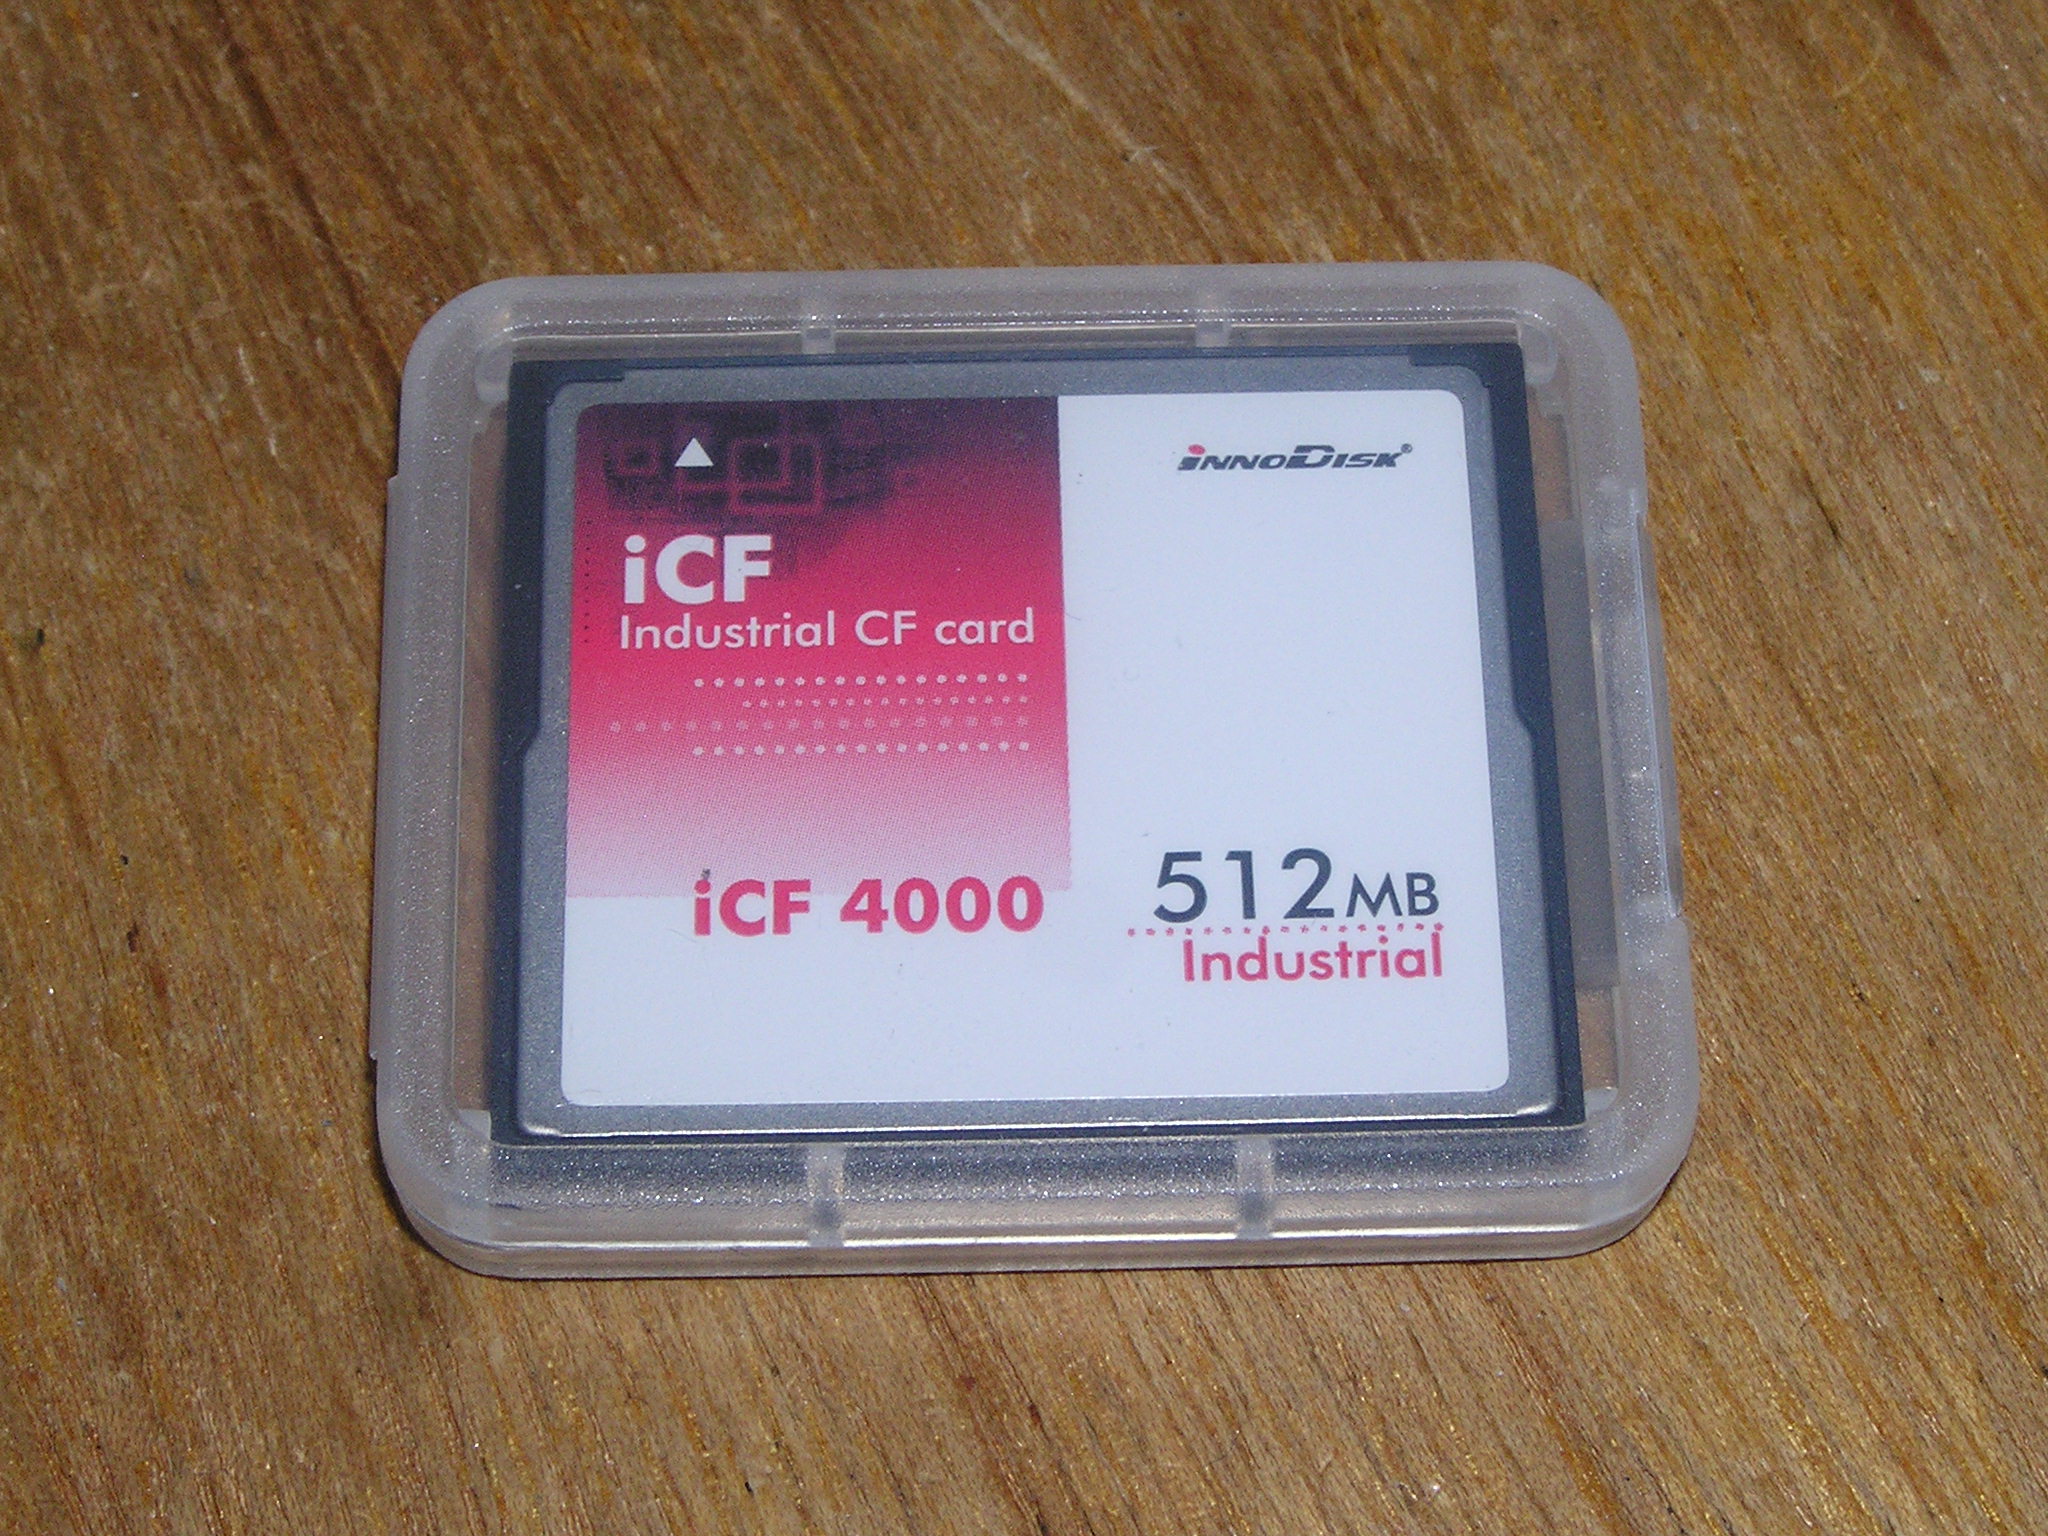 InnoDisk®
iCF
Industrial CF card
iCF 4000
512MB
Industrial